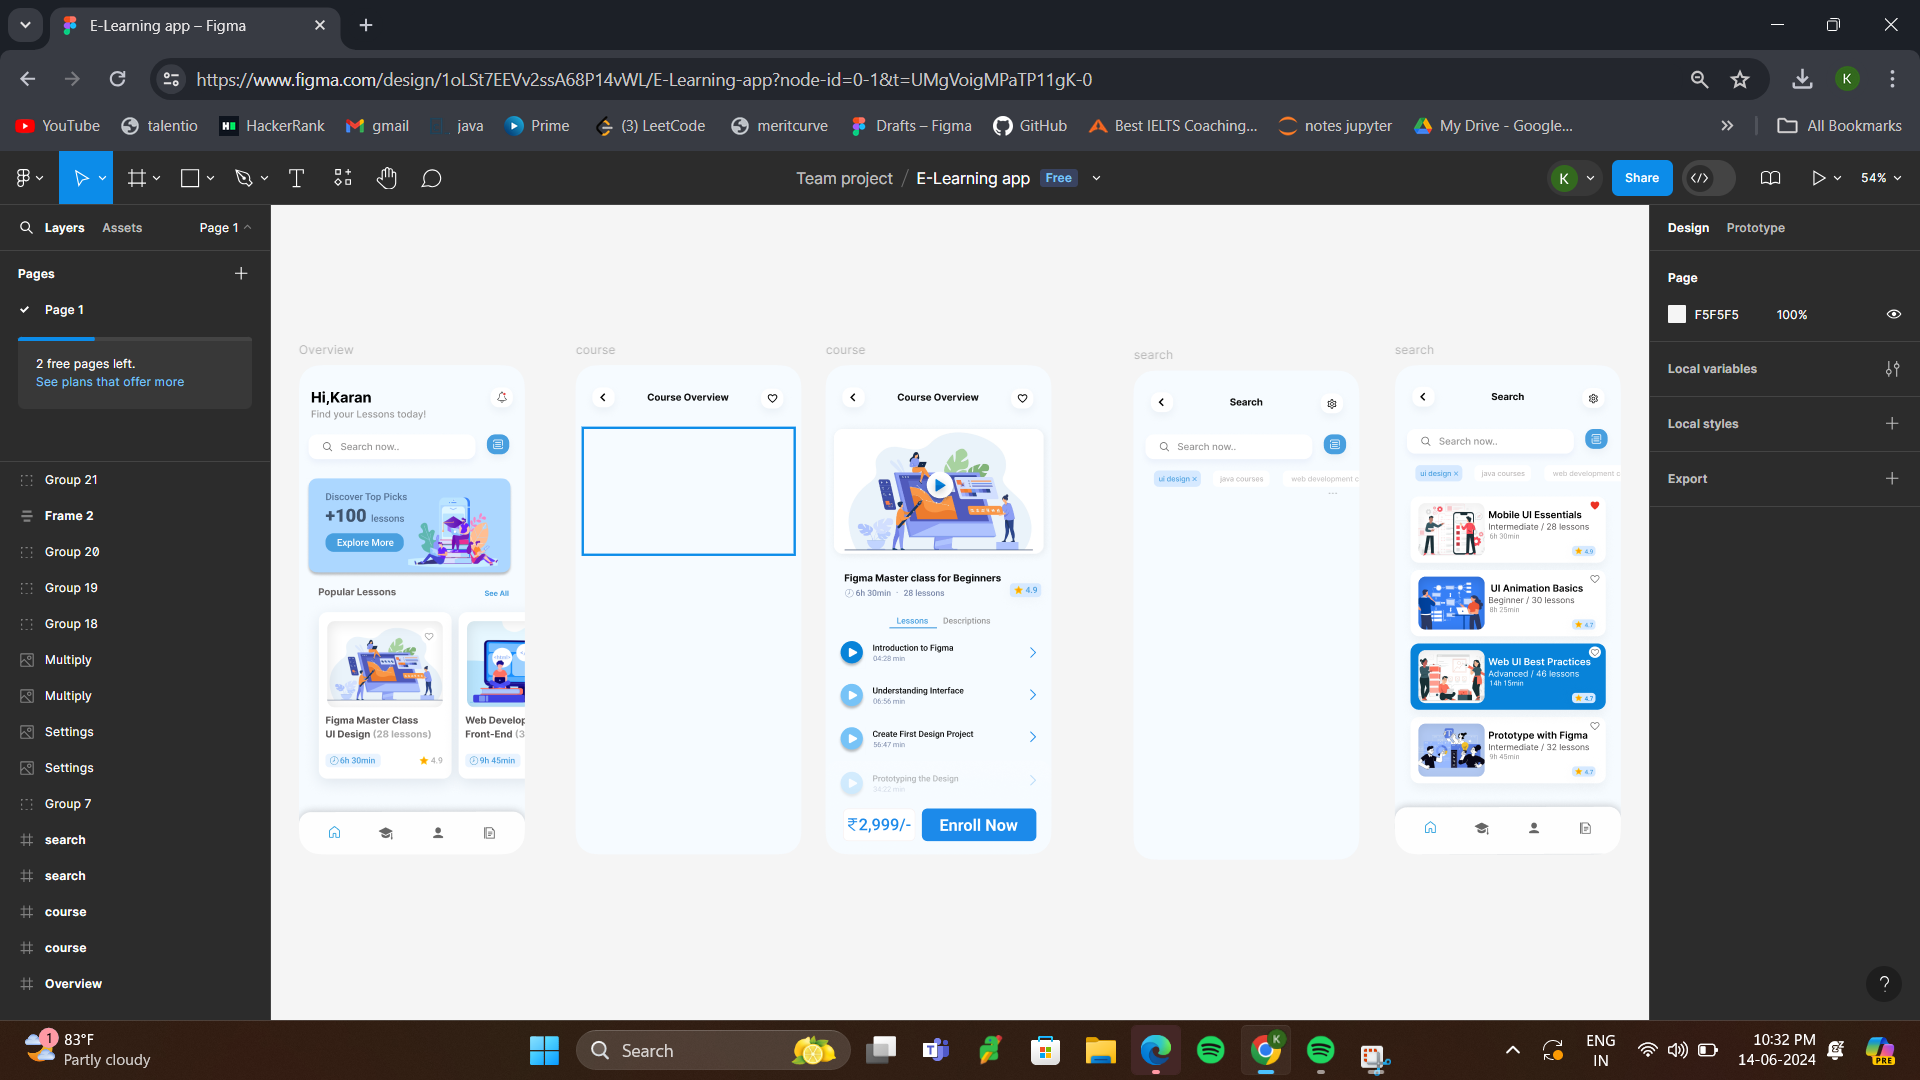 E-Learning app – Figma
https://www.figma.com/design/1oLSt7EEVv2ssA68P14vWL/E-Learning-app?node-id=0-1&t=UMgVoigMPaTP11gK-0
K
YouTube talentio HackerRank gmail java Prime (3) LeetCode meritcurve Drafts – Figma GitHub Best IELTS Coaching... notes jupyter My Drive - Google... All Bookmarks
Team project / E-Learning app Free
K Share 54%
Layers Assets Page 1
Pages
Page 1
2 free pages left.
See plans that offer more
Group 21
Frame 2
Group 20
Group 19
Group 18
Multiply
Multiply
Settings
Settings
Group 7
search
search
course
course
Overview
Overview
Hi,Karan
Find your Lessons today!
Search now..
Discover Top Picks
+100 lessons
Explore More
Popular Lessons See All
Figma Master Class
UI Design (28 lessons)
6h 30min 4.9
Web Develop
Front-End (3
9h 45min
course
Course Overview
course
Course Overview
Figma Master class for Beginners
6h 30min · 28 lessons 4.9
Lessons Descriptions
Introduction to Figma
04:28 min
Understanding Interface
06:56 min
Create First Design Project
56:47 min
Prototyping the Design
34:22 min
₹2,999/- Enroll Now
search
Search
Search now..
ui design × java courses web development c
...
search
Search
Search now..
ui design × java courses web development c
Mobile UI Essentials
Intermediate / 28 lessons
6h 30min
4.9
UI Animation Basics
Beginner / 30 lessons
8h 25min
4.7
Web UI Best Practices
Advanced / 46 lessons
14h 15min
4.7
Prototype with Figma
Intermediate / 32 lessons
9h 45min
4.7
Design Prototype
Page
F5F5F5 100%
Local variables
Local styles
Export
?
1
83°F
Partly cloudy
Search
K
ENG
IN
10:32 PM
14-06-2024
PRE